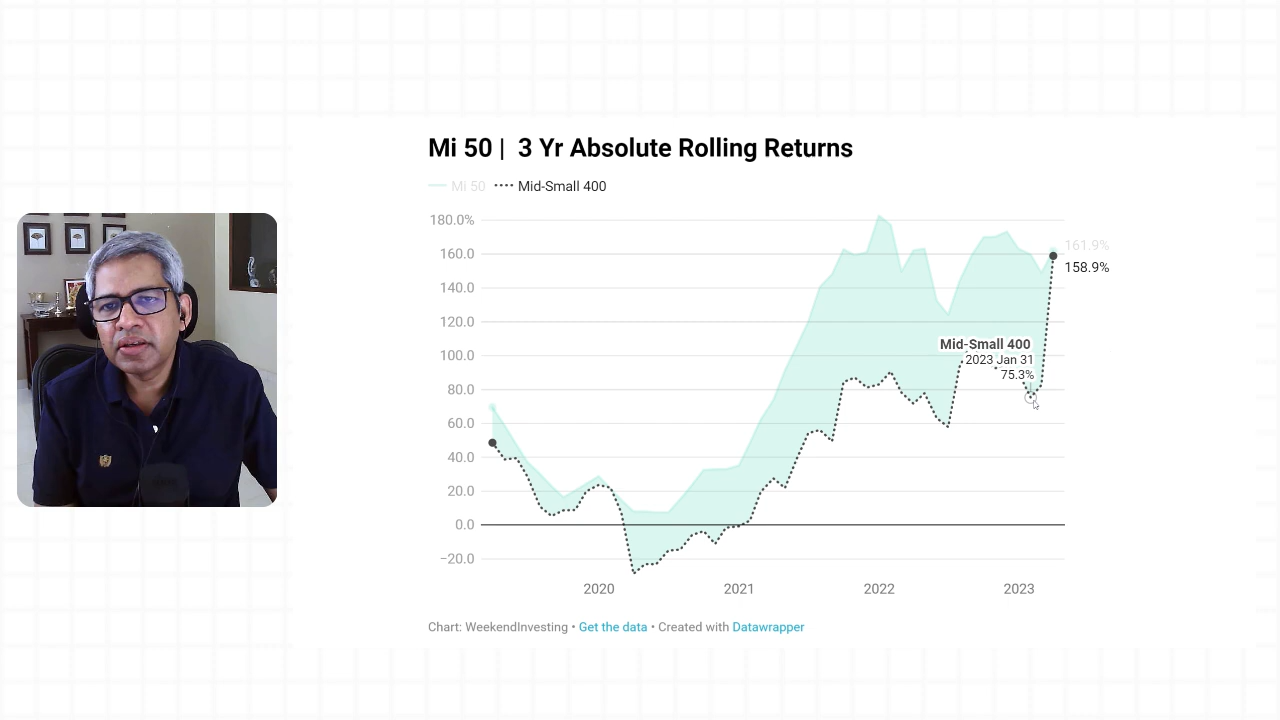 Mi 50 | 3 Yr Absolute Rolling Returns
Mi 50 Mid-Small 400
180.0%
160.0
140.0
120.0
100.0
80.0
60.0
40.0
20.0
0.0
−20.0
161.9%
158.9%
Mid-Small 400
2023 Jan 31
75.3%
2020 2021 2022 2023
Chart: WeekendInvesting • Get the data • Created with Datawrapper